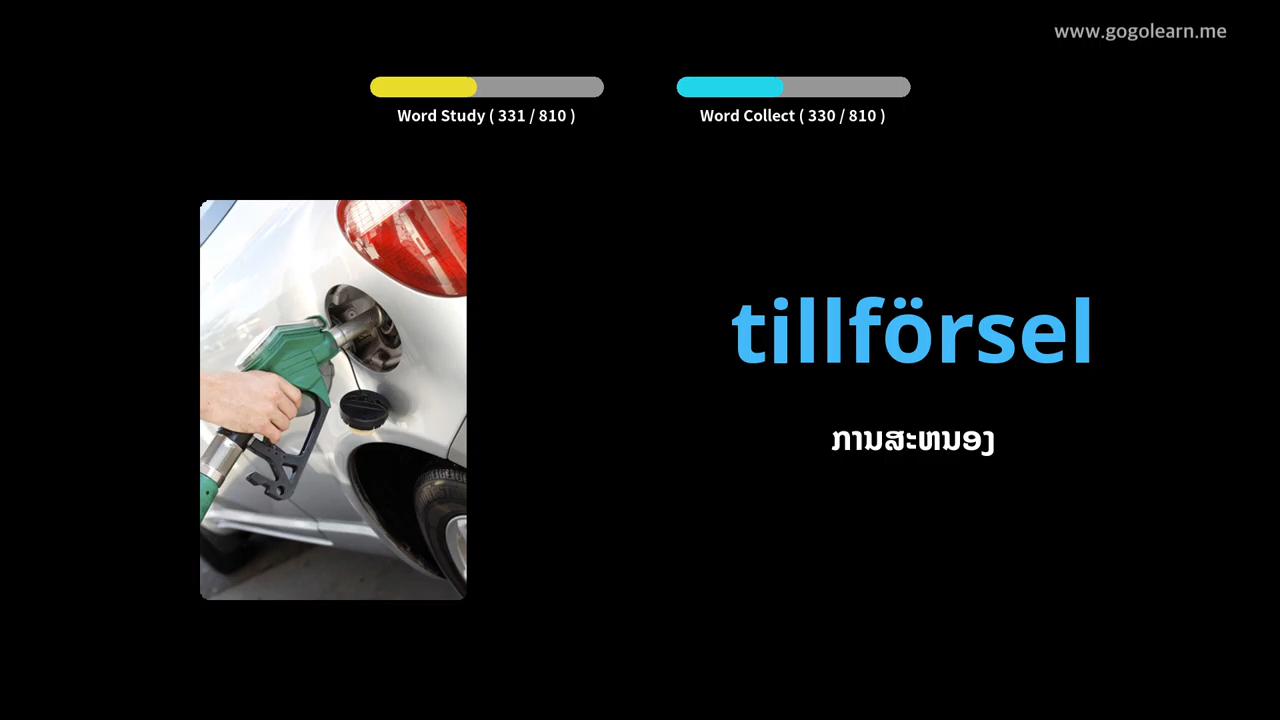 www.gogolearn.me
Word Study ( 331 / 810 )
Word Collect ( 330 / 810 )
tillförsel
ການສະຫນອງ